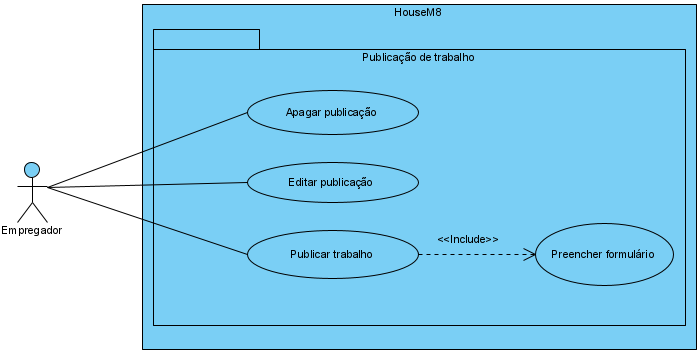 HouseM8
Publicação de trabalho
Apagar publicação
Editar publicação
Empregador
Publicar trabalho
<<Include>>
Preencher formulário